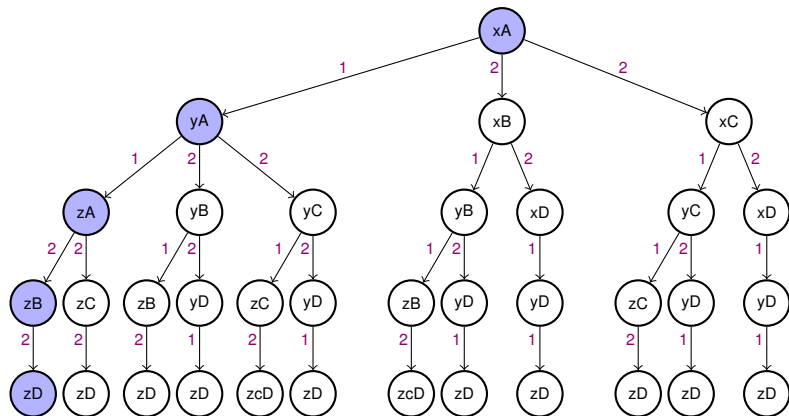 xA
1 2 2
yA xB xC
1 2 2 1 2 1 2
zA yB yC yB xD yC xD
2 2 1 2 1 2 1 2 1 1 2 1
zB zC zB yD zC yD zB yD yD zC yD yD
2 2 2 1 2 1 2 1 1 2 1 1
zD zD zD zD zcD zD zcD zD zD zD zD zD